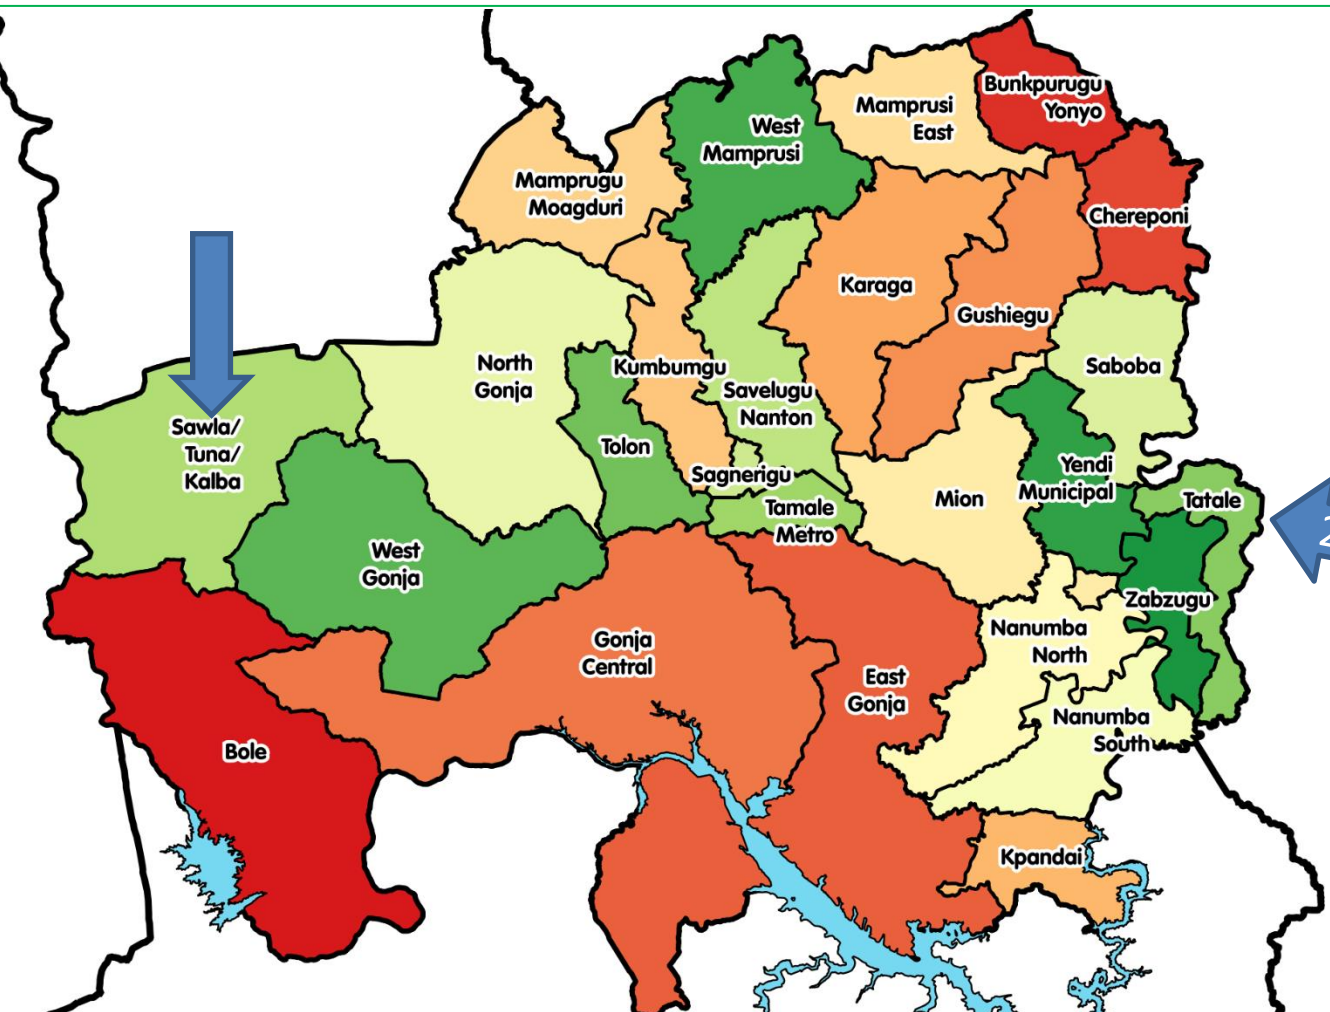 Bunkpurugu
Yonyo
Mamprusi
East
West
Mamprusi
Mamprugu
Moagduri
Chereponi
Karaga
Gushiegu
North
Gonja
Kumbumgu
Savelugu
Nanton
Saboba
Sawla/
Tuna/
Kalba
Tolon
Sagnerigu
Yendi
Municipal
Mion
Tatale
Tamale
Metro
2
West
Gonja
Zabzugu
Gonja
Central
Nanumba
North
East
Gonja
Nanumba
South
Bole
Kpandai